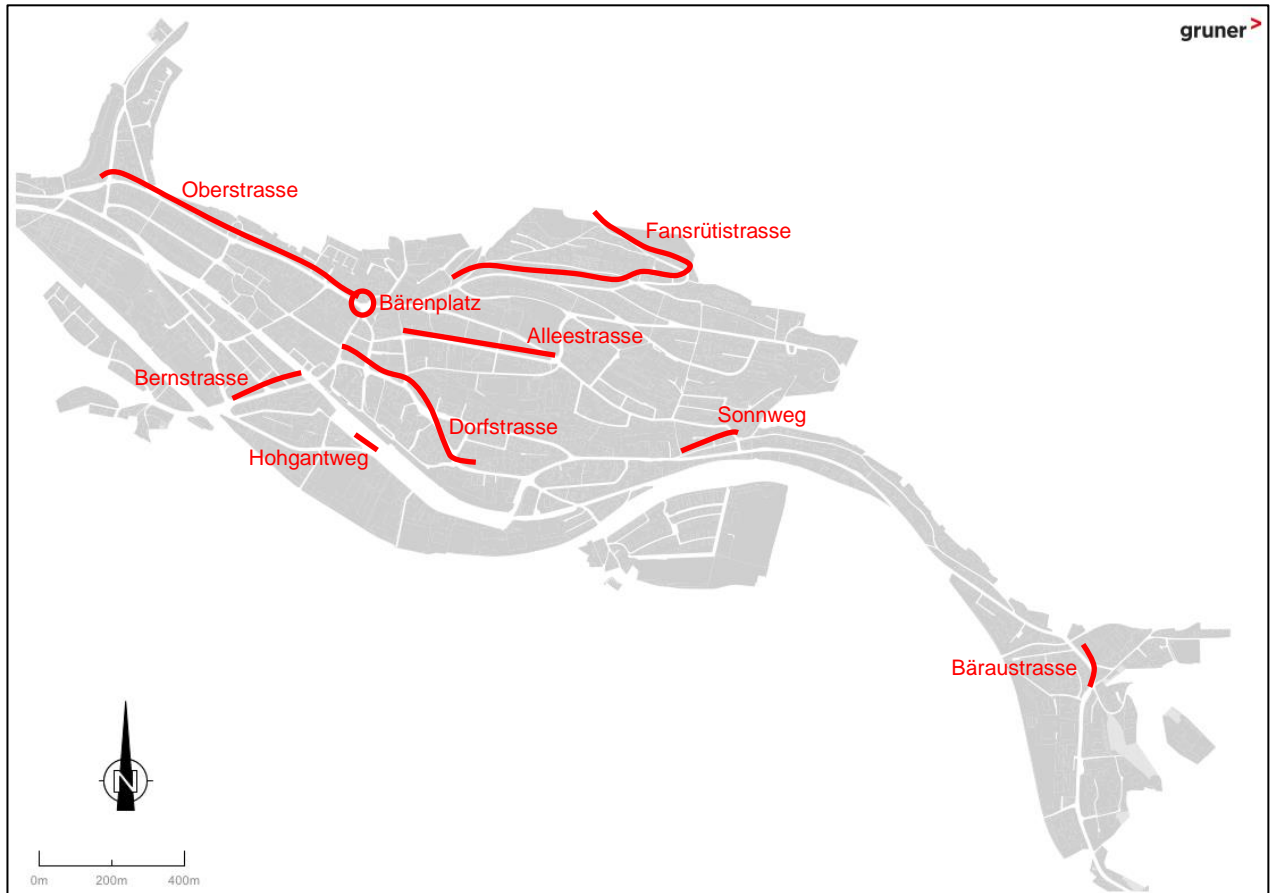 gruner >
Oberstrasse
Fansrütistrasse
Bärenplatz
Alleestrasse
Bernstrasse
Sonnweg
Dorfstrasse
Hohgantweg
Bäraustrasse
N
0m 200m 400m